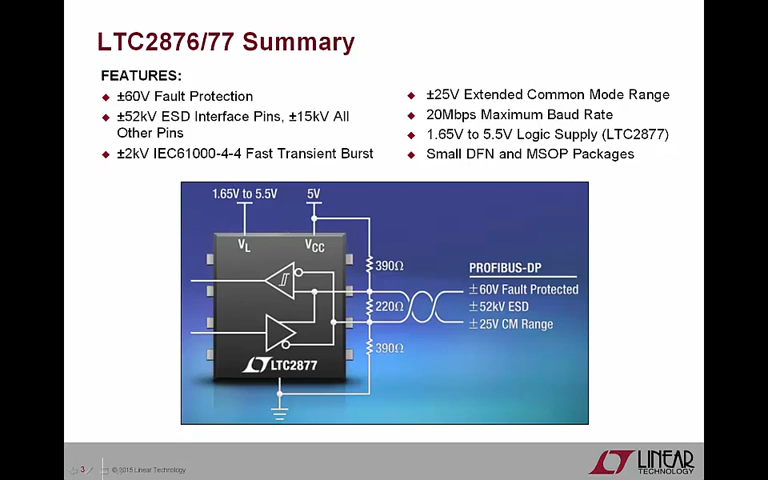 LTC2876/77 Summary
FEATURES:
±60V Fault Protection
±52kV ESD Interface Pins, ±15kV All
Other Pins
±2kV IEC61000-4-4 Fast Transient Burst
±25V Extended Common Mode Range
20Mbps Maximum Baud Rate
1.65V to 5.5V Logic Supply (LTC2877)
Small DFN and MSOP Packages
1.65V to 5.5V
5V
VL
VCC
390Ω
220Ω
390Ω
PROFIBUS-DP
±60V Fault Protected
±52kV ESD
±25V CM Range
LTC2877
3
© 2015 Linear Technology
LINEAR
TECHNOLOGY